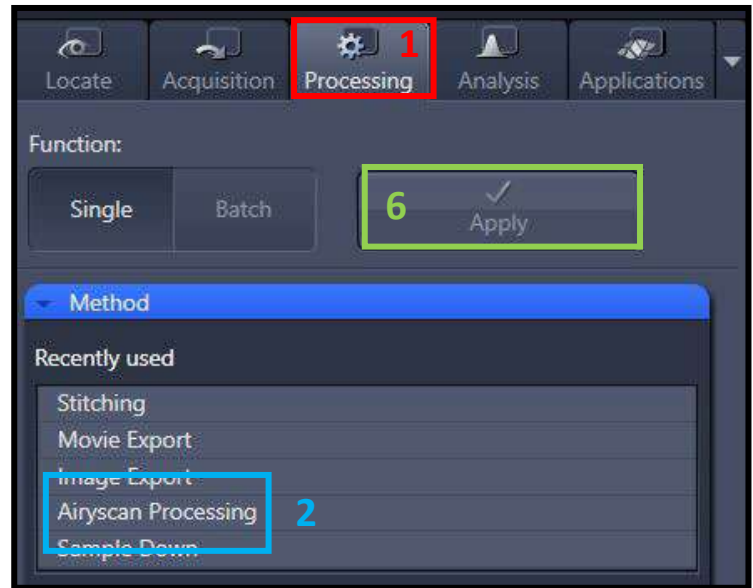 1
Locate Acquisition Processing Analysis Applications
Function:
Single Batch 6 Apply
Method
Recently used
Stitching
Movie Export
Image Export
Airyscan Processing 2
Sample Down